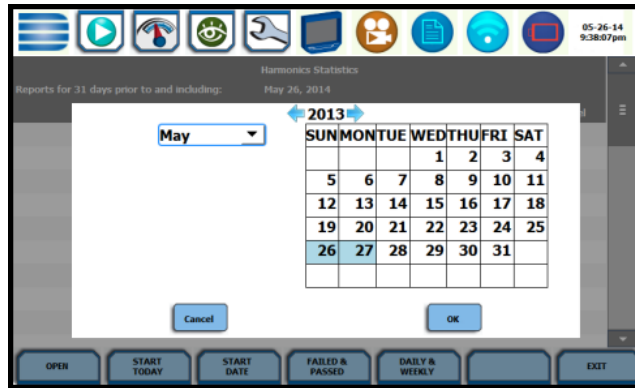 05-26-14
9:38:07pm
Harmonics Statistics
Reports for 31 days prior to and including: May 26, 2014
2013
May
SUN MON TUE WED THU FRI SAT
1 2 3 4
5 6 7 8 9 10 11
12 13 14 15 16 17 18
19 20 21 22 23 24 25
26 27 28 29 30 31
Cancel OK
OPEN START TODAY START DATE FAILED & PASSED DAILY & WEEKLY EXIT